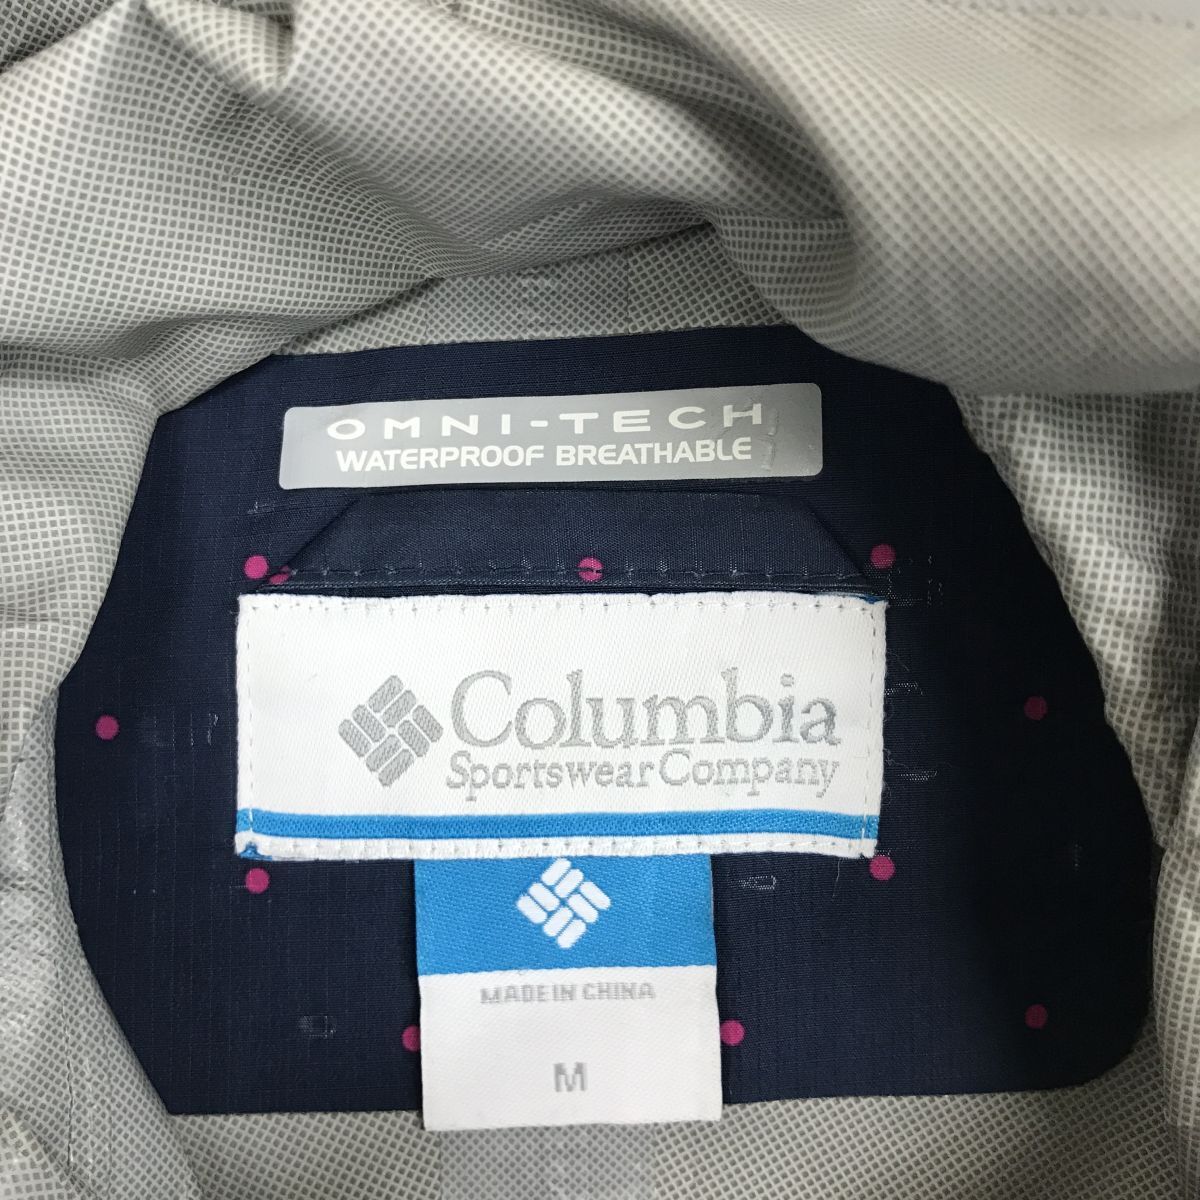 OMNI-TECH
WATERPROOF BREATHABLE
Columbia
Sportswear Company
MADE IN CHINA
M